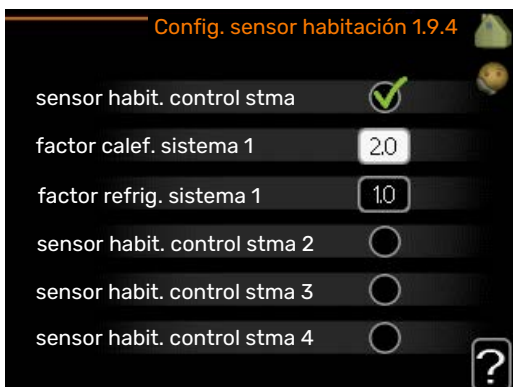 Config. sensor habitación 1.9.4
sensor habit. control stma
factor calef. sistema 1 2.0
factor refrig. sistema 1 1.0
sensor habit. control stma 2
sensor habit. control stma 3
sensor habit. control stma 4
?